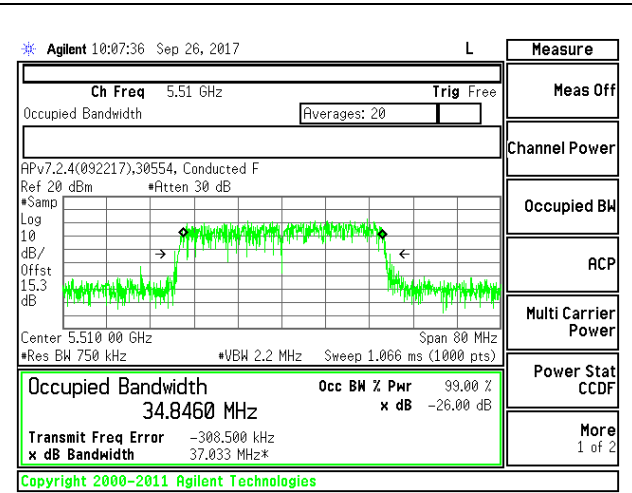 Agilent 10:07:36 Sep 26, 2017 L
Measure
Ch Freq 5.51 GHz Trig Free
Occupied Bandwidth Averages: 20
Meas Off
Channel Power
APv7.2.4(092217),30554, Conducted F
Ref 20 dBm #Atten 30 dB
#Samp
Log
10
dB/
Offst
15.3
dB
Occupied BW
ACP
Center 5.510 00 GHz Span 80 MHz
#Res BW 750 kHz #VBW 2.2 MHz Sweep 1.066 ms (1000 pts)
Multi Carrier
Power
Occupied Bandwidth Occ BW % Pwr 99.00 %
34.8460 MHz x dB -26.00 dB
Transmit Freq Error -308.500 kHz
x dB Bandwidth 37.033 MHz*
Power Stat
CCDF
More
1 of 2
Copyright 2000-2011 Agilent Technologies